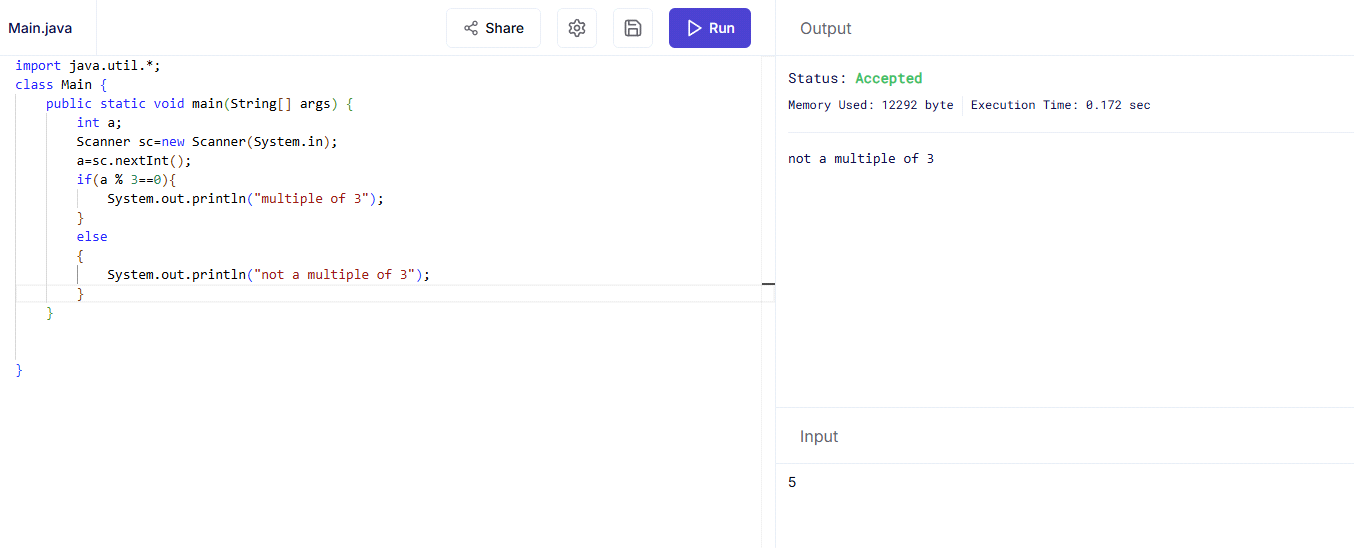 Main.java
Share
Run
import java.util.*;
class Main {
    public static void main(String[] args) {
        int a;
        Scanner sc=new Scanner(System.in);
        a=sc.nextInt();
        if(a % 3==0){
            System.out.println("multiple of 3");
        }
        else
        {
            System.out.println("not a multiple of 3");
        }
    }
}
Output
Status: Accepted
Memory Used: 12292 byte
Execution Time: 0.172 sec
not a multiple of 3
Input
5